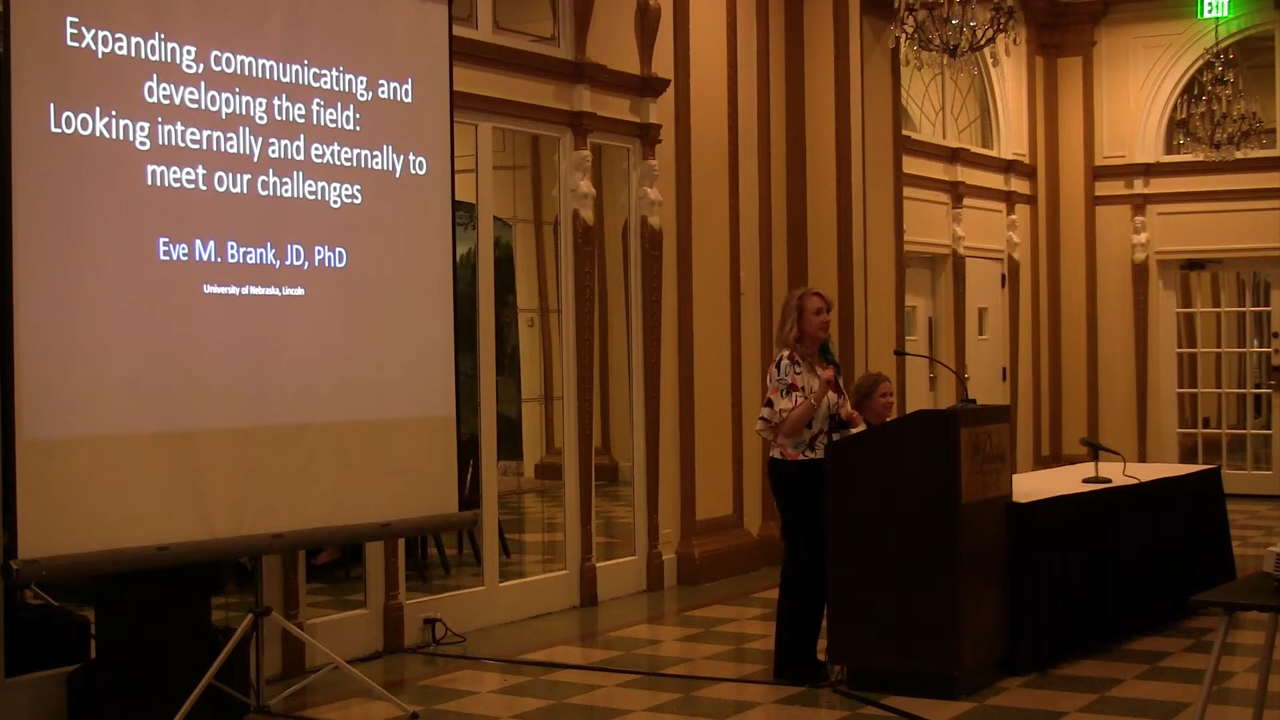 Expanding, communicating, and
developing the field:
Looking internally and externally to
meet our challenges
Eve M. Brank, JD, PhD
University of Nebraska, Lincoln
EXIT